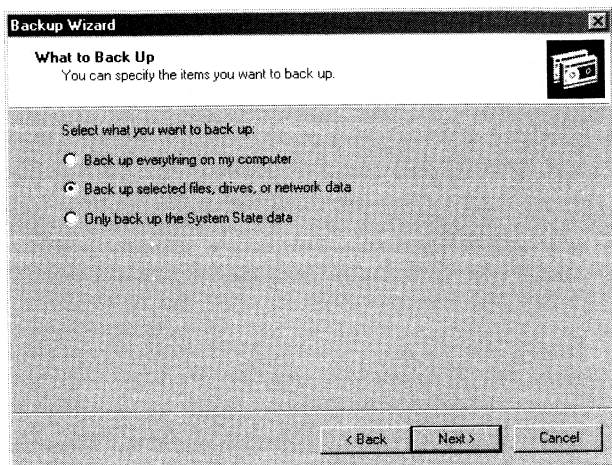 Backup Wizard
What to Back Up
You can specify the items you want to back up.
Select what you want to back up:
Back up everything on my computer
Back up selected files, drives, or network data
Only back up the System State data
< Back
Next >
Cancel